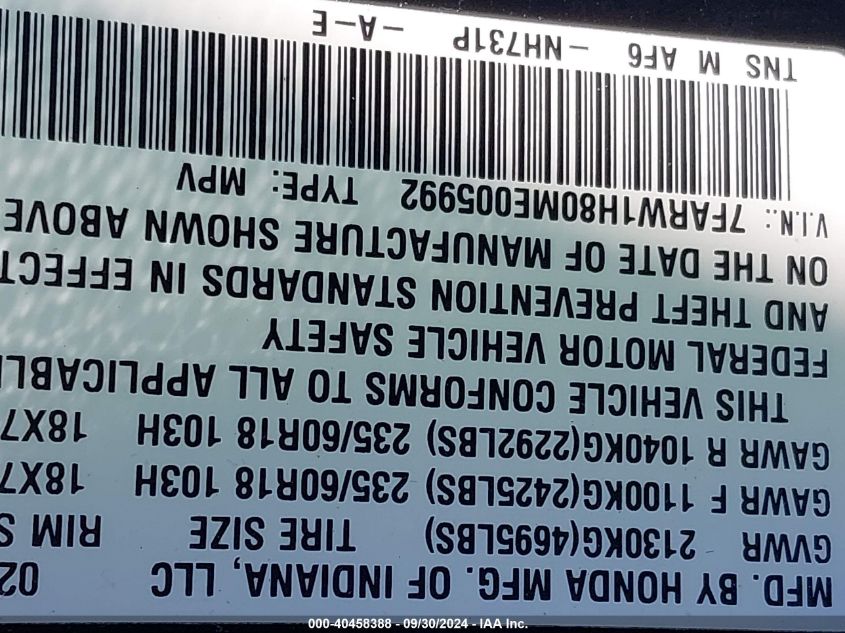 MFD. BY HONDA MFG. OF INDIANA, LLC 02
GVWR 2130KG(4695LBS) TIRE SIZE RIM S
GAWR F 1100KG(2425LBS) 235/60R18 103H 18X7
GAWR R 1040KG(2292LBS) 235/60R18 103H 18X7
THIS VEHICLE CONFORMS TO ALL APPLICABL
FEDERAL MOTOR VEHICLE SAFETY
AND THEFT PREVENTION STANDARDS IN EFFECT
ON THE DATE OF MANUFACTURE SHOWN ABOVE
V.I.N.: 7FARW1H80ME005992 TYPE: MPV
TNS M AF6 -NH731P -A-E
000-40458388 - 09/30/2024 - IAA Inc.